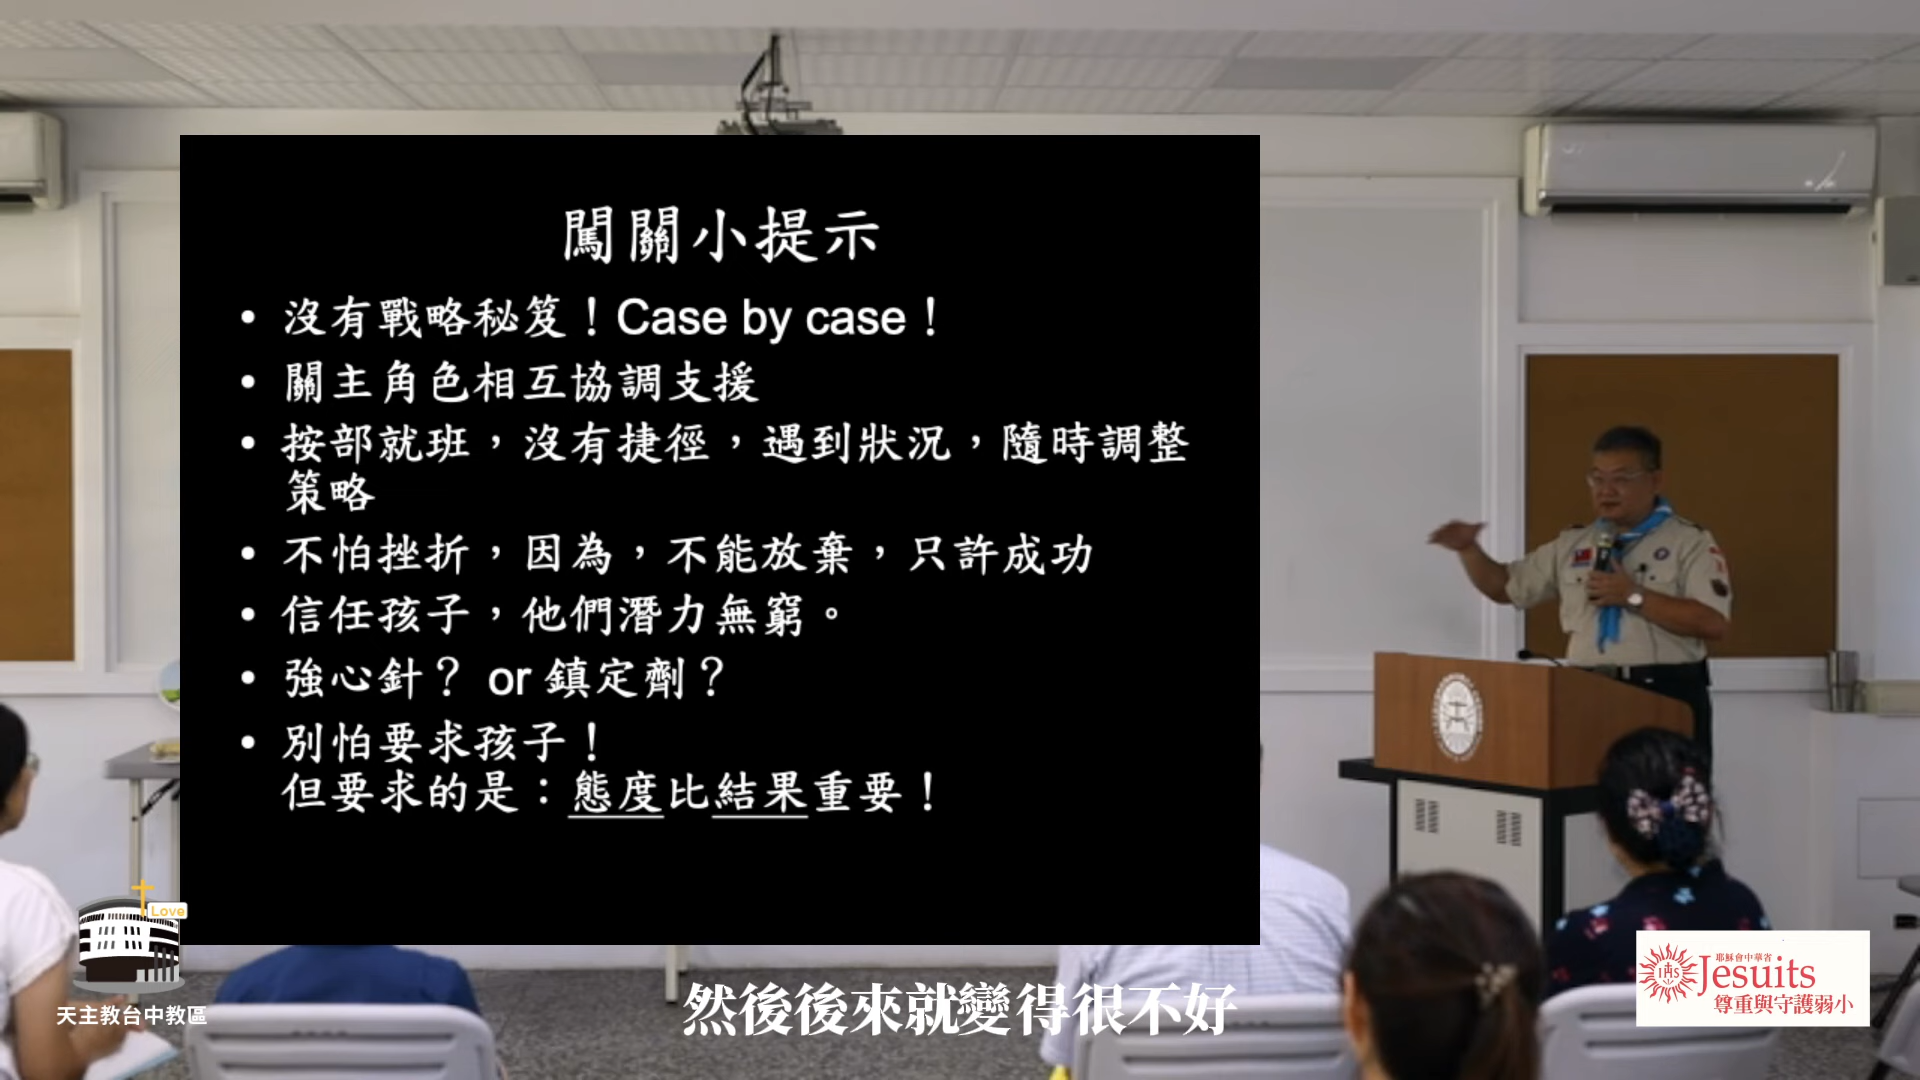 闖關小提示
• 沒有戰略秘笈！Case by case！
• 關主角色相互協調支援
• 按部就班，沒有捷徑，遇到狀況，隨時調整
策略
• 不怕挫折，因為，不能放棄，只許成功
• 信任孩子，他們潛力無窮。
• 強心針？ or 鎮定劑？
• 別怕要求孩子！
但要求的是：態度比結果重要！
Love
天主教台中教區
然後後來就變得很不好
IHS
耶穌會中華省
Jesuits
尊重與守護弱小